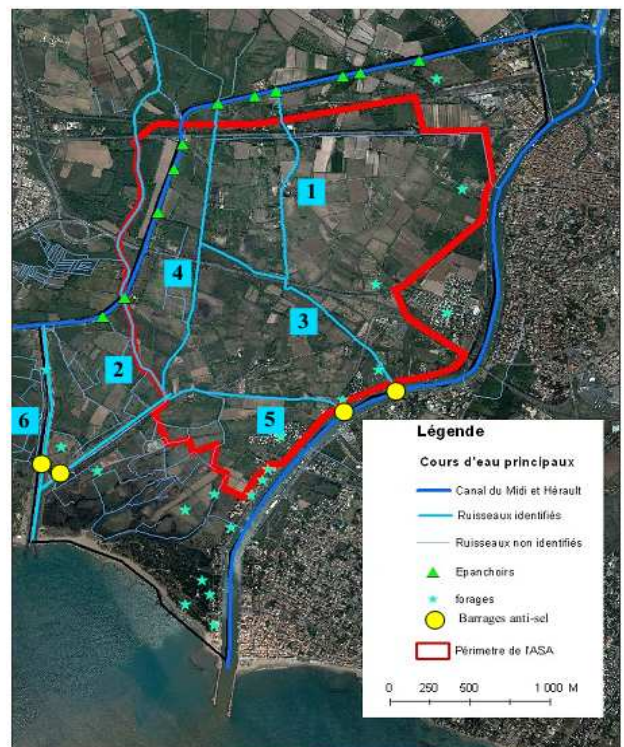 1
4
3
2
5
6
Légende
Cours d'eau principaux
Canal du Midi et Hérault
Ruisseaux identifiés
Ruisseaux non identifiés
Epanchoirs
forages
Barrages anti-sel
Périmetre de l'ASA
0 250 500 1 000 M